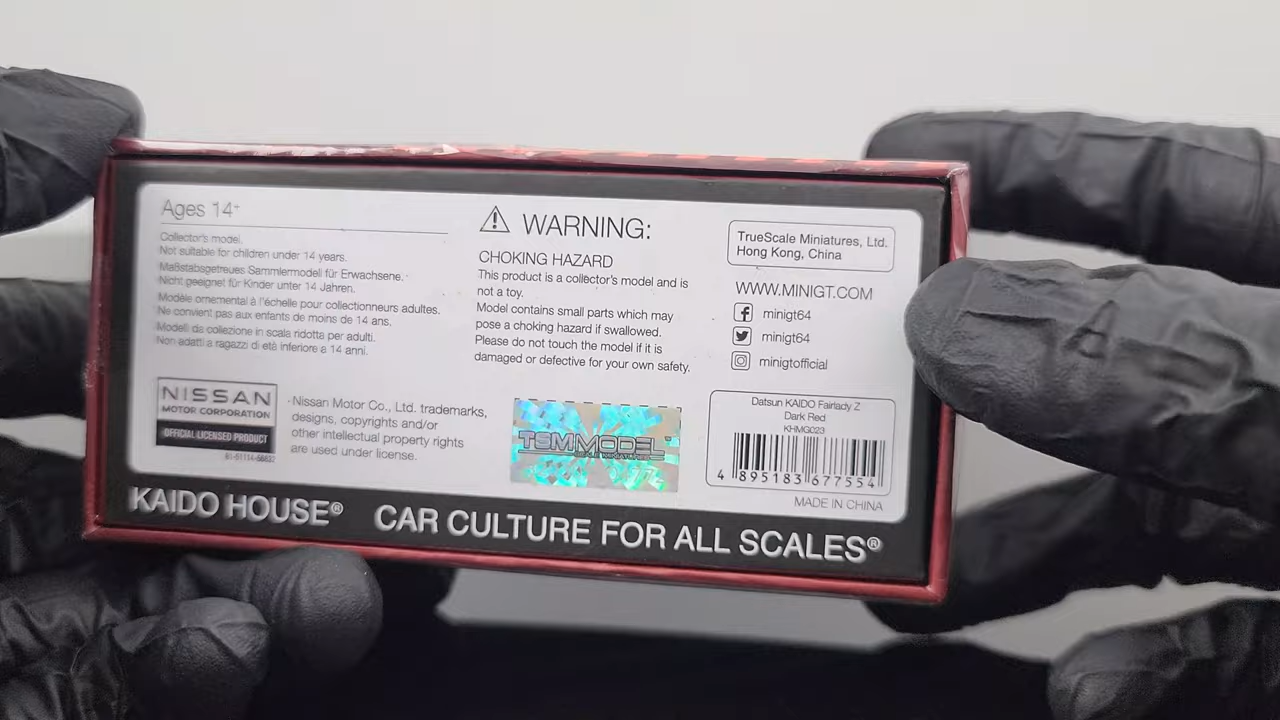 Ages 14+
Collector's model.
Not suitable for children under 14 years.
Maßstabsgetreues Sammlermodell für Erwachsene.
Nicht geeignet für Kinder unter 14 Jahren.
Modèle ornemental à l'échelle pour collectionneurs adultes.
Ne convient pas aux enfants de moins de 14 ans.
Modelli da collezione in scala ridotta per adulti.
Non adatti a ragazzi di età inferiore a 14 anni.
WARNING:
CHOKING HAZARD
This product is a collector's model and is
not a toy.
Model contains small parts which may
pose a choking hazard if swallowed.
Please do not touch the model if it is
damaged or defective for your own safety.
TrueScale Miniatures, Ltd.
Hong Kong, China
WWW.MINIGT.COM
minigt64
minigt64
minigtofficial
NISSAN
MOTOR CORPORATION
OFFICIAL LICENSED PRODUCT
Nissan Motor Co., Ltd. trademarks,
designs, copyrights and/or
other intellectual property rights
are used under license.
TSM MODEL
Datsun KAIDO Fairlady Z
Dark Red
KHMG023
4 895183 677554
MADE IN CHINA
KAIDO HOUSE® CAR CULTURE FOR ALL SCALES®